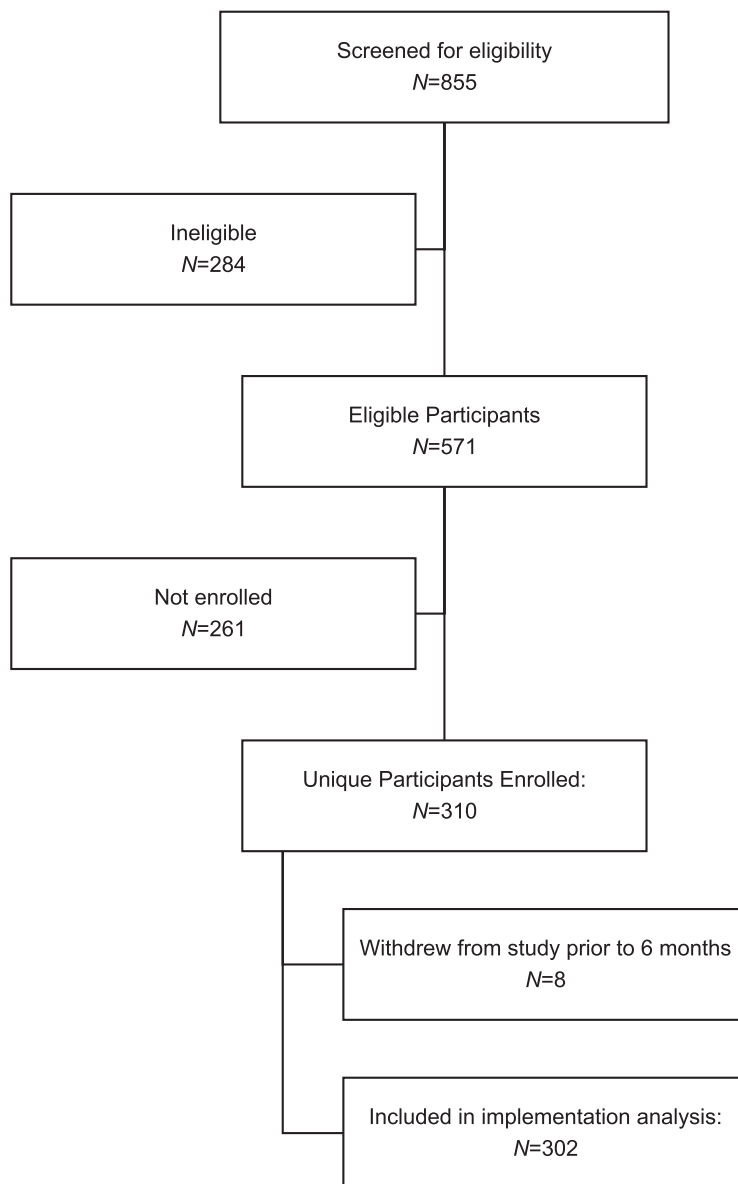 Screened for eligibility
N=855
Ineligible
N=284
Eligible Participants
N=571
Not enrolled
N=261
Unique Participants Enrolled:
N=310
Withdrew from study prior to 6 months
N=8
Included in implementation analysis:
N=302